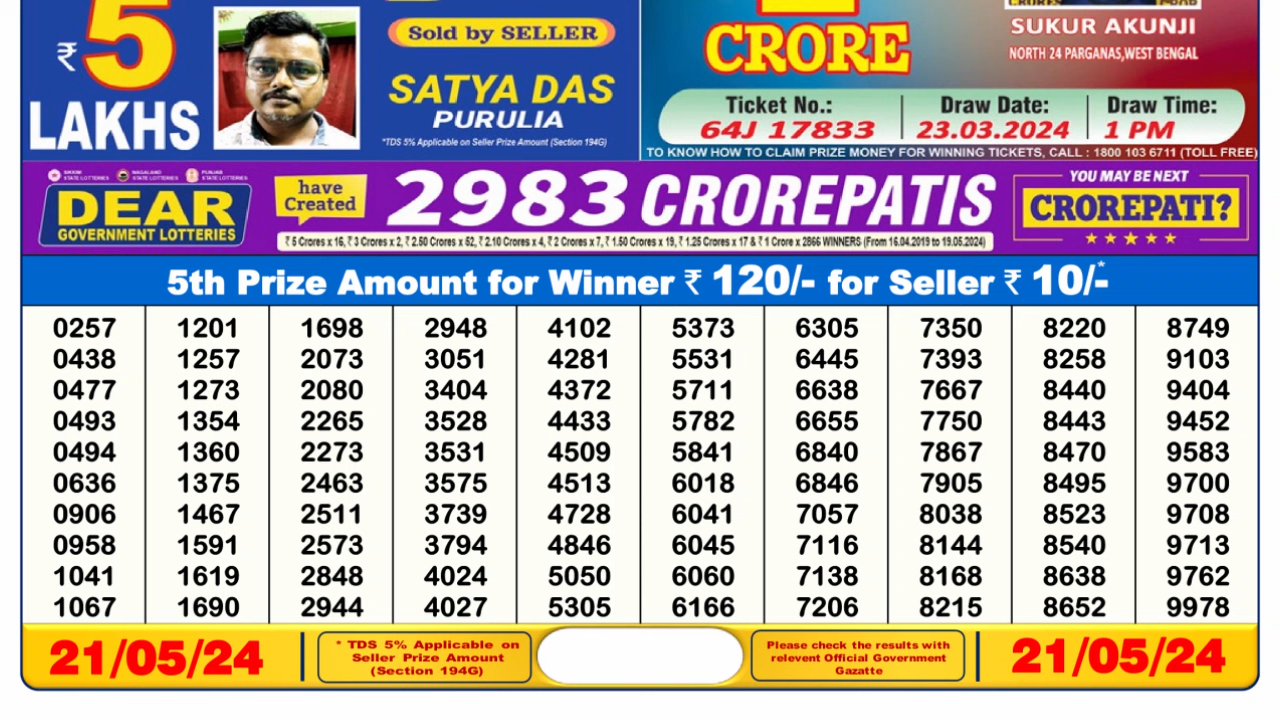 ₹5
LAKHS
Sold by SELLER
SATYA DAS
PURULIA
*TDS 5% Applicable on Seller Prize Amount (Section 194G)
CRORE
SUKUR AKUNJI
NORTH 24 PARGANAS,WEST BENGAL
Ticket No.: Draw Date: Draw Time:
64J 17833 23.03.2024 1 PM
TO KNOW HOW TO CLAIM PRIZE MONEY FOR WINNING TICKETS, CALL : 1800 103 6711 (TOLL FREE)
SIKKIM STATE LOTTERIES NAGALAND STATE LOTTERIES PUNJAB STATE LOTTERIES
DEAR
GOVERNMENT LOTTERIES
have
Created
2983 CROREPATIS
₹ 5 Crores x 16, ₹ 3 Crores x 2, ₹ 2.50 Crores x 52, ₹ 2.10 Crores x 4, ₹ 2 Crores x 7, ₹ 1.50 Crores x 19, ₹ 1.25 Crores x 17 & ₹ 1 Crore x 2866 WINNERS (From 16.04.2019 to 19.05.2024)
YOU MAY BE NEXT
CROREPATI?
5th Prize Amount for Winner ₹ 120/- for Seller ₹ 10/-*
0257 1201 1698 2948 4102 5373 6305 7350 8220 8749
0438 1257 2073 3051 4281 5531 6445 7393 8258 9103
0477 1273 2080 3404 4372 5711 6638 7667 8440 9404
0493 1354 2265 3528 4433 5782 6655 7750 8443 9452
0494 1360 2273 3531 4509 5841 6840 7867 8470 9583
0636 1375 2463 3575 4513 6018 6846 7905 8495 9700
0906 1467 2511 3739 4728 6041 7057 8038 8523 9708
0958 1591 2573 3794 4846 6045 7116 8144 8540 9713
1041 1619 2848 4024 5050 6060 7138 8168 8638 9762
1067 1690 2944 4027 5305 6166 7206 8215 8652 9978
21/05/24
* TDS 5% Applicable on
Seller Prize Amount
(Section 194G)
Please check the results with
relevent Official Government
Gazatte
21/05/24